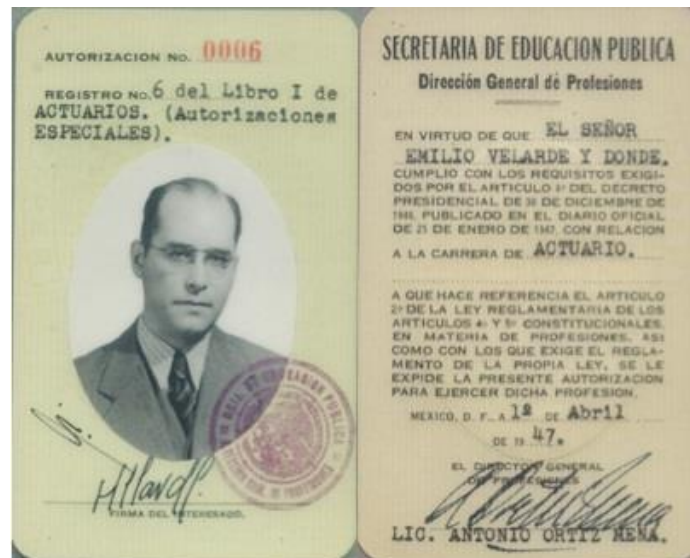 AUTORIZACION No. 0006
REGISTRO No. 6 del Libro I de
ACTUARIOS. (Autorizaciones
ESPECIALES).
FIRMA DEL INTERESADO.
SECRETARIA DE EDUCACION PUBLICA
Dirección General de Profesiones
EN VIRTUD DE QUE EL SEÑOR
EMILIO VELARDE Y DONDE.
CUMPLIO CON LOS REQUISITOS EXIGI-
DOS POR EL ARTICULO 4º DEL DECRETO
PRESIDENCIAL DE 30 DE DICIEMBRE DE
1946, PUBLICADO EN EL DIARIO OFICIAL
DE 25 DE ENERO DE 1947, CON RELACION
A LA CARRERA DE ACTUARIO.
A QUE HACE REFERENCIA EL ARTICULO
2º DE LA LEY REGLAMENTARIA DE LOS
ARTICULOS 4º Y 5º CONSTITUCIONALES,
EN MATERIA DE PROFESIONES, ASI
COMO CON LOS QUE EXIGE EL REGLA-
MENTO DE LA PROPIA LEY, SE LE
EXPIDE LA PRESENTE AUTORIZACION
PARA EJERCER DICHA PROFESION.
MEXICO, D. F., A 1º DE Abril
DE 1947.
EL DIRECTOR GENERAL
DE PROFESIONES
LIC. ANTONIO ORTIZ MENA.